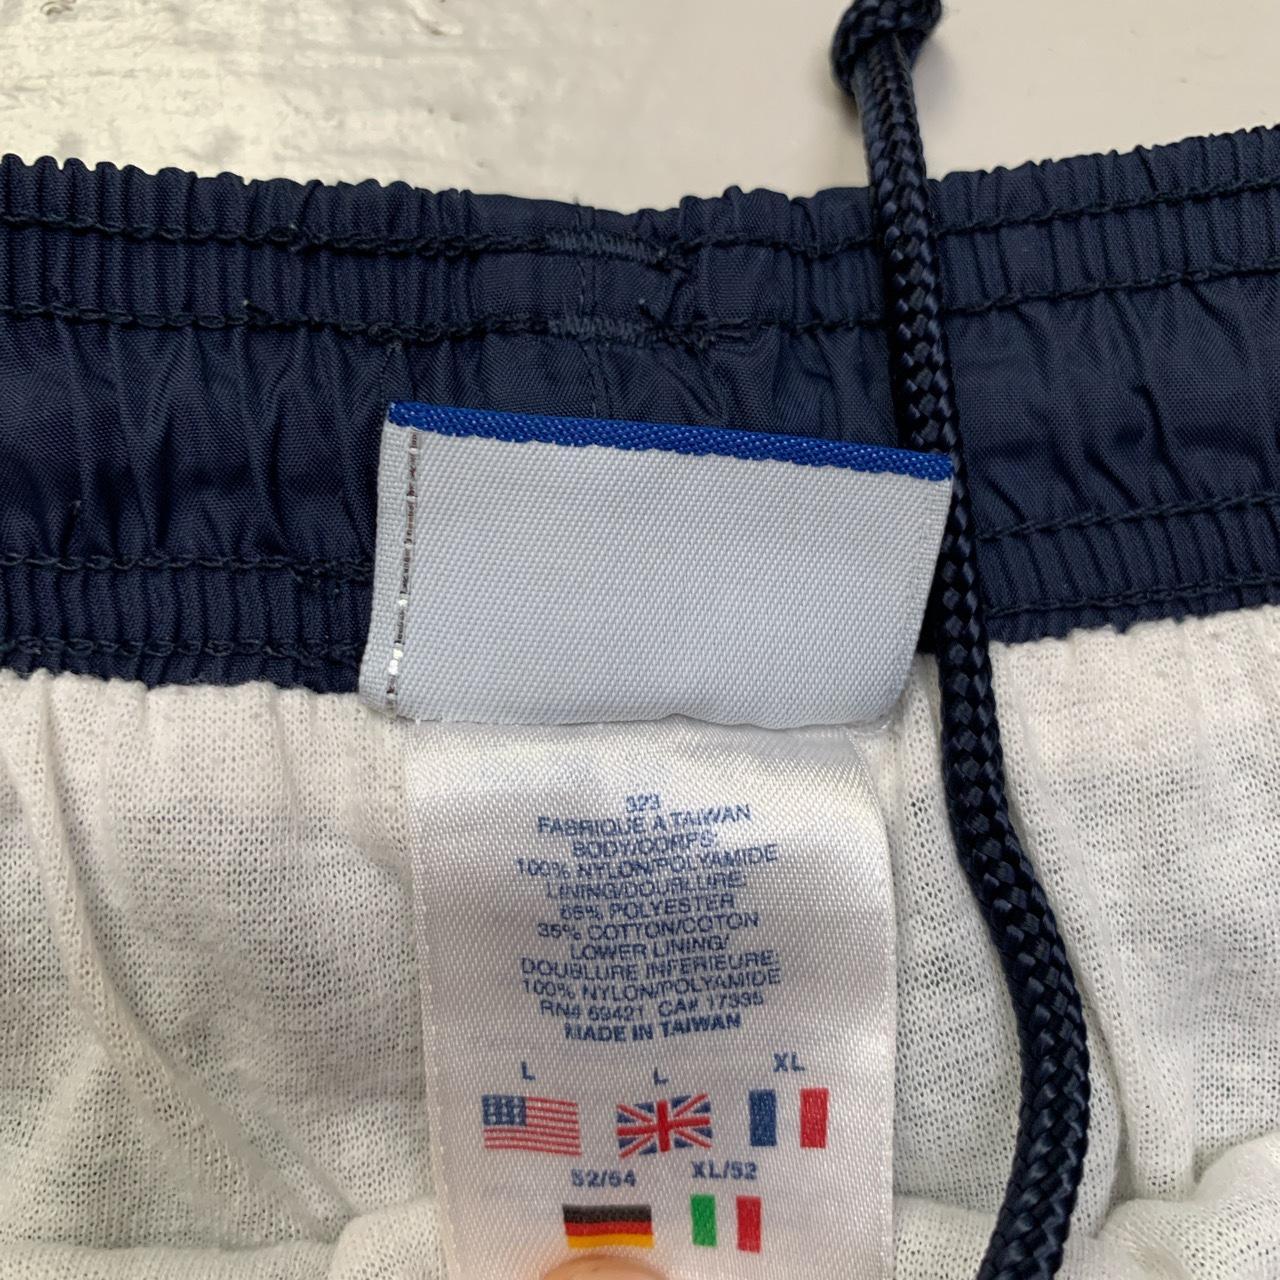 323
FABRIQUE A TAIWAN
BODY/CORPS
100% NYLON/POLYAMIDE
LINING/DOUBLURE:
65% POLYESTER
35% COTTON/COTON
LOWER LINING/
DOUBLURE INFERIEURE:
100% NYLON/POLYAMIDE
RN# 69421 CA# 17335
MADE IN TAIWAN
L L XL
52/54 XL/52